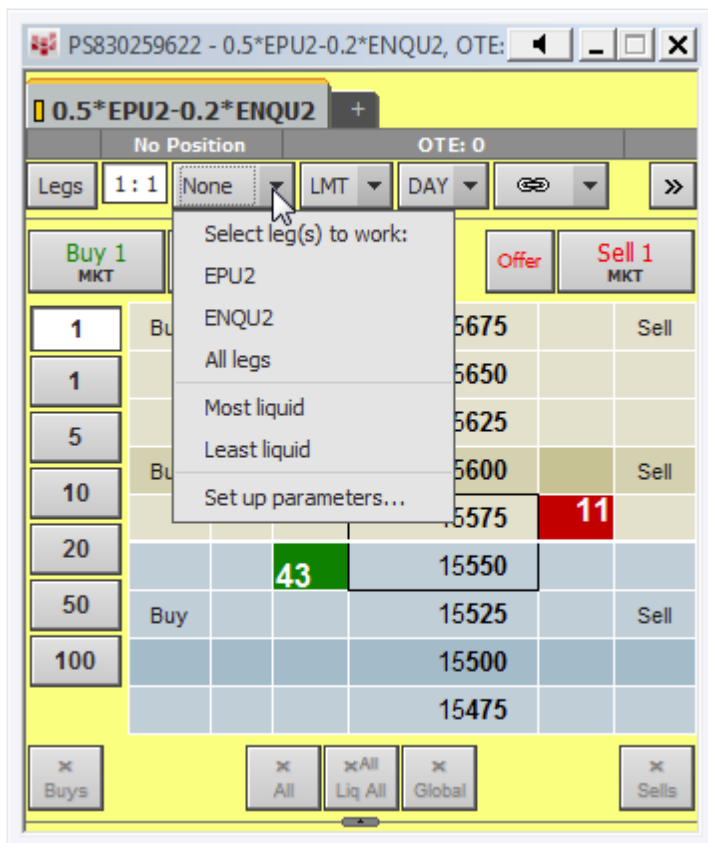 PS830259622 - 0.5*EPU2-0.2*ENQU2, OTE:
0.5*EPU2-0.2*ENQU2 +
No Position OTE: 0
Legs 1 : 1 None LMT DAY »
Select leg(s) to work:
EPU2
ENQU2
All legs
Most liquid
Least liquid
Set up parameters...
Buy 1
MKT
Offer
Sell 1
MKT
1 Bu 5675 Sell
1 5650
5 5625
Bu 5600 Sell
10 15575 11
20 43 15550
50 Buy 15525 Sell
100 15500
15475
× Buys
× All
×All Liq All
× Global
× Sells